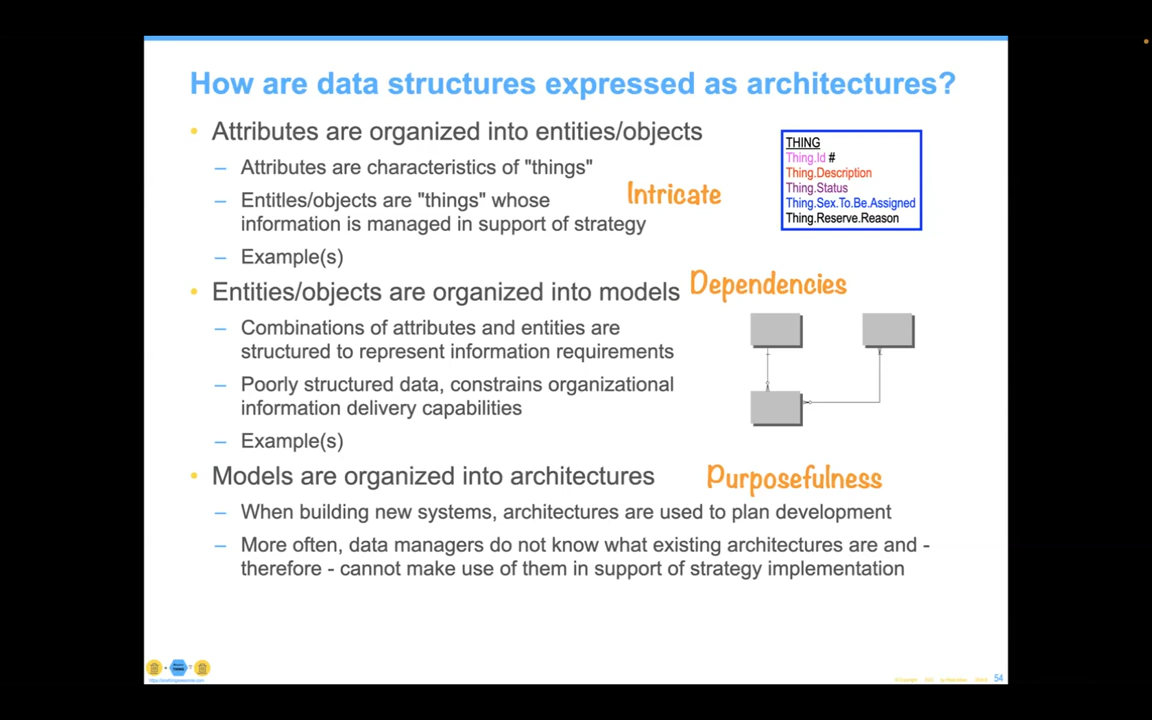 How are data structures expressed as architectures?
• Attributes are organized into entities/objects
– Attributes are characteristics of "things"
– Entitles/objects are "things" whose
information is managed in support of strategy
– Example(s)
Intricate
THING
Thing.Id #
Thing.Description
Thing.Status
Thing.Sex.To.Be.Assigned
Thing.Reserve.Reason
• Entities/objects are organized into models
Dependencies
– Combinations of attributes and entities are
structured to represent information requirements
– Poorly structured data, constrains organizational
information delivery capabilities
– Example(s)
• Models are organized into architectures
Purposefulness
– When building new systems, architectures are used to plan development
– More often, data managers do not know what existing architectures are and -
therefore - cannot make use of them in support of strategy implementation
54